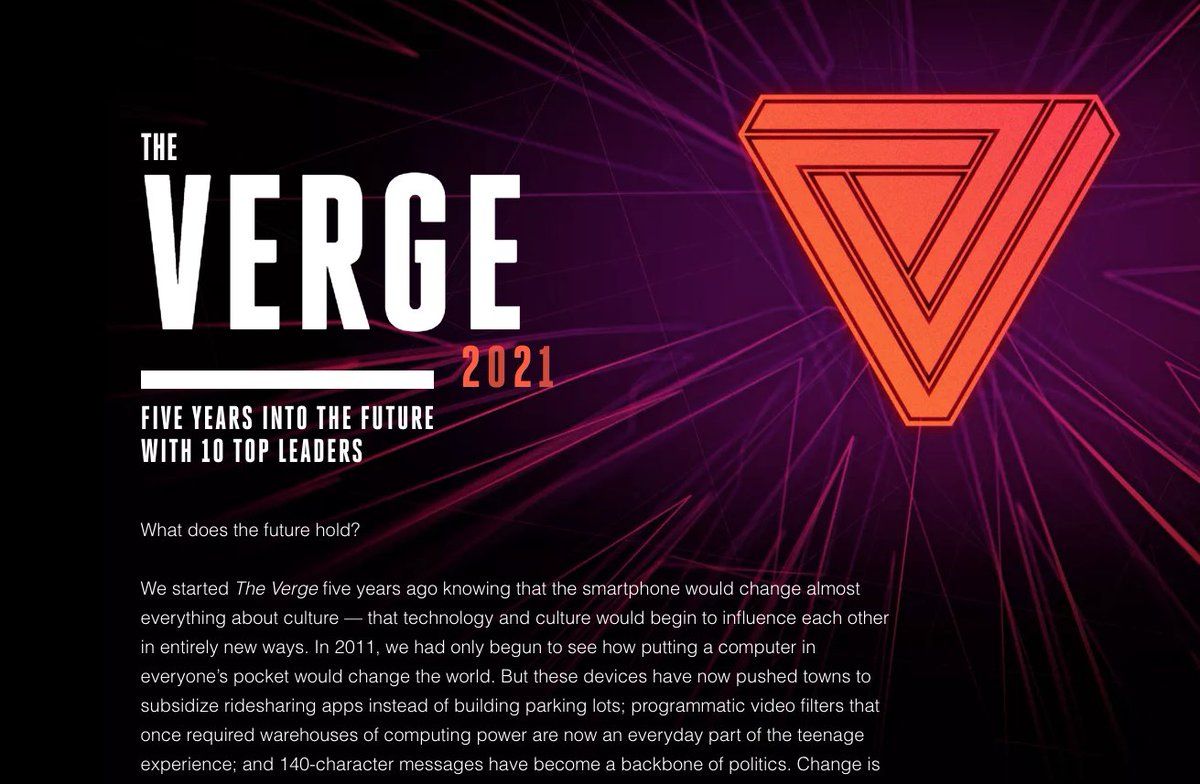 THE
VERGE
2021
FIVE YEARS INTO THE FUTURE
WITH 10 TOP LEADERS
What does the future hold?
We started The Verge five years ago knowing that the smartphone would change almost
everything about culture — that technology and culture would begin to influence each other
in entirely new ways. In 2011, we had only begun to see how putting a computer in
everyone’s pocket would change the world. But these devices have now pushed towns to
subsidize ridesharing apps instead of building parking lots; programmatic video filters that
once required warehouses of computing power are now an everyday part of the teenage
experience; and 140-character messages have become a backbone of politics. Change is